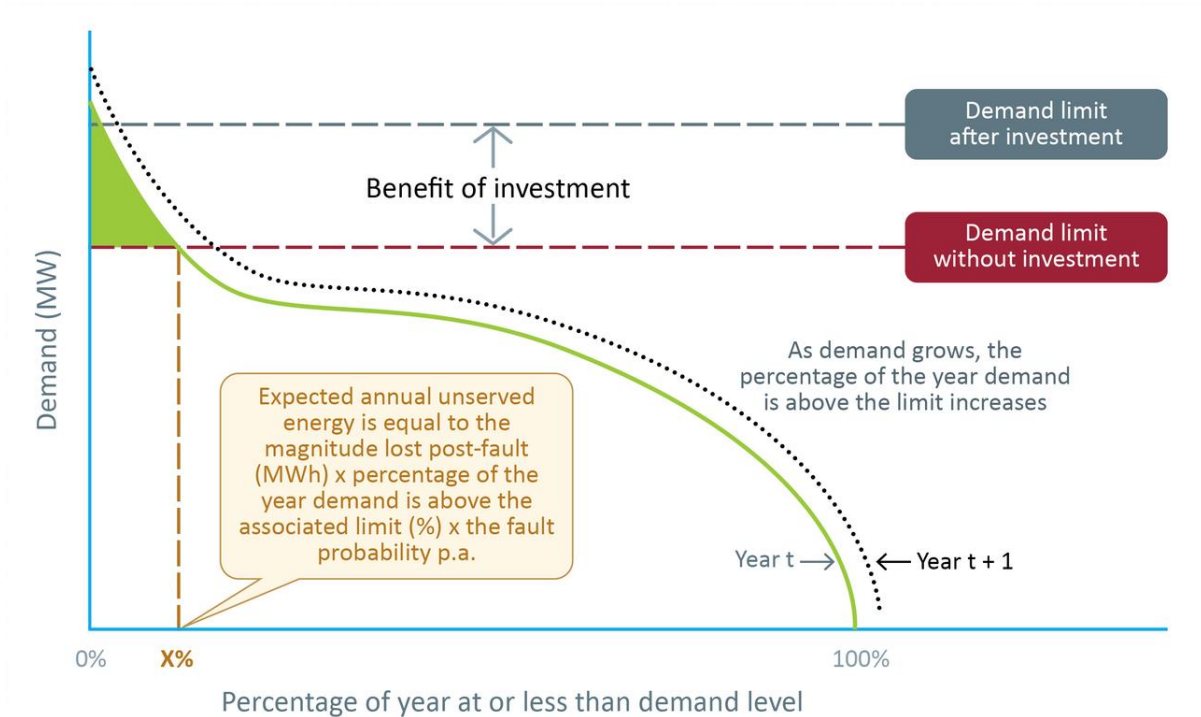 Demand limit
after investment
Benefit of investment
Demand limit
without investment
Demand (MW)
As demand grows, the
percentage of the year demand
is above the limit increases
Expected annual unserved
energy is equal to the
magnitude lost post-fault
(MWh) x percentage of the
year demand is above the
associated limit (%) x the fault
probability p.a.
Year t
Year t + 1
0%
X%
100%
Percentage of year at or less than demand level